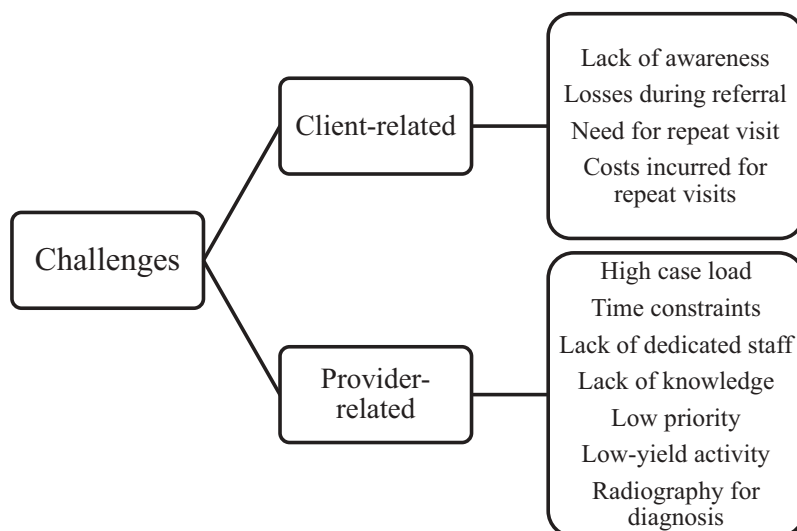 Challenges
Client-related
Lack of awareness
Losses during referral
Need for repeat visit
Costs incurred for
repeat visits
Provider-
related
High case load
Time constraints
Lack of dedicated staff
Lack of knowledge
Low priority
Low-yield activity
Radiography for
diagnosis